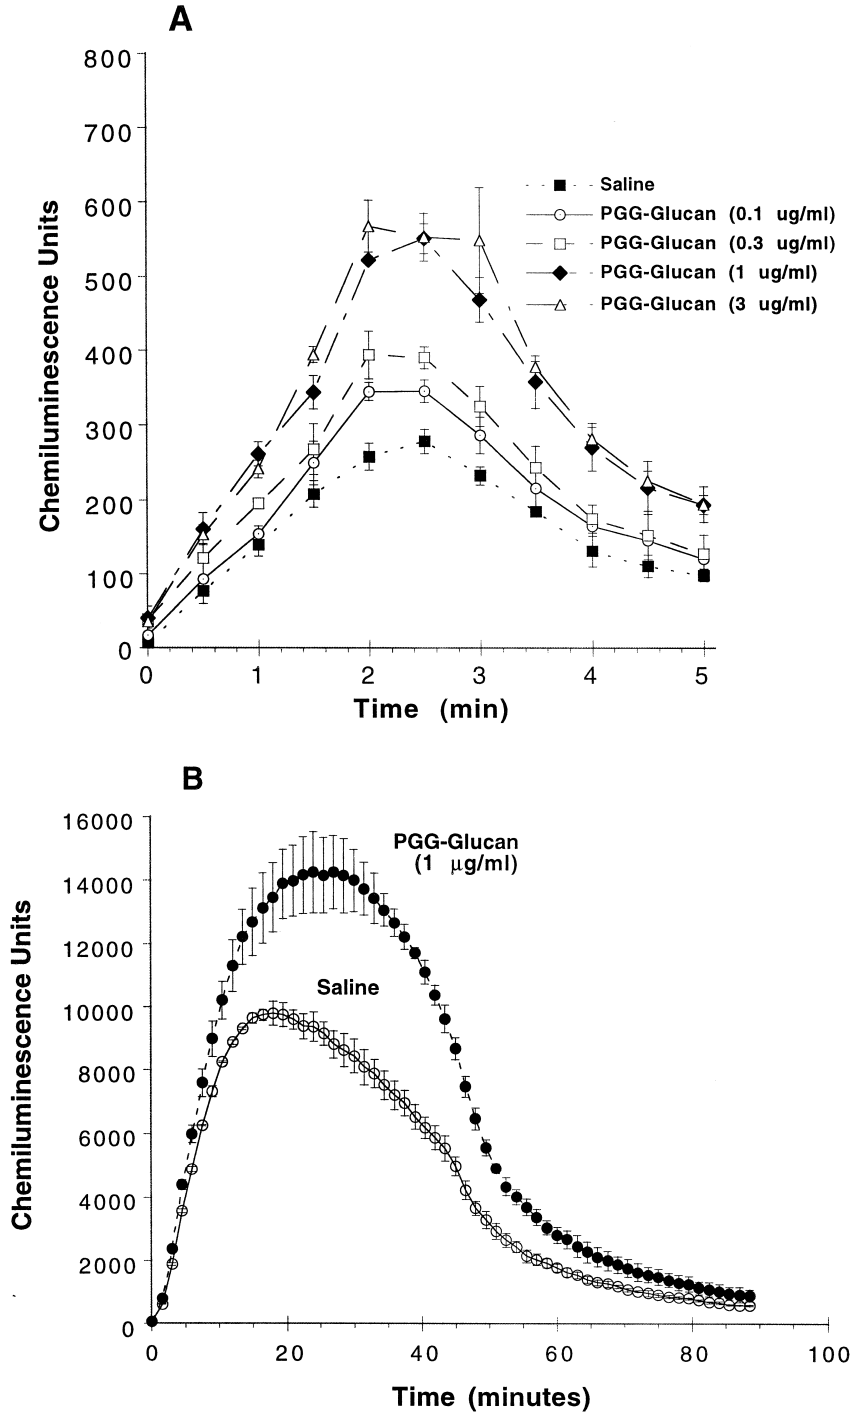 A
800
700
600
500
400
300
200
100
0
Chemiluminescence Units
Saline
PGG-Glucan (0.1 ug/ml)
PGG-Glucan (0.3 ug/ml)
PGG-Glucan (1 ug/ml)
PGG-Glucan (3 ug/ml)
0 1 2 3 4 5
Time (min)
B
16000
14000
12000
10000
8000
6000
4000
2000
0
Chemiluminescence Units
PGG-Glucan
(1 μg/ml)
Saline
0 20 40 60 80 100
Time (minutes)